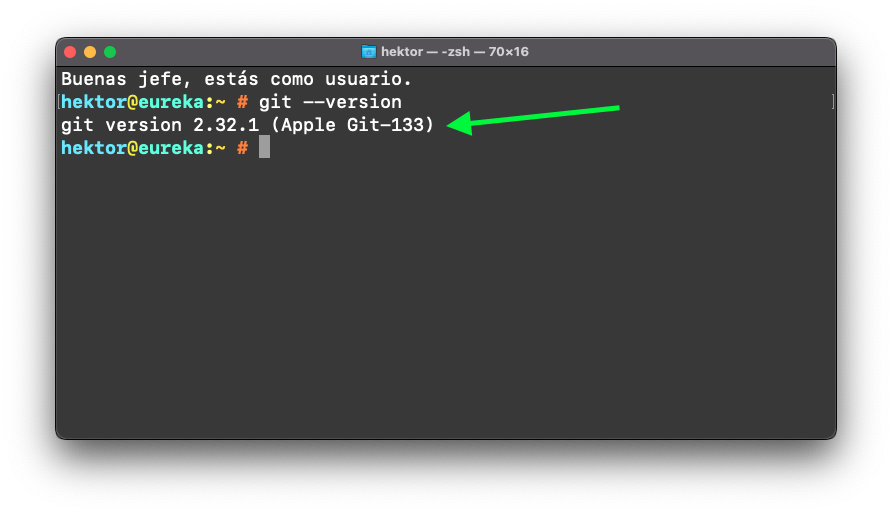 hektor — -zsh — 70×16
Buenas jefe, estás como usuario.
[hektor@eureka:~ # git --version ]
git version 2.32.1 (Apple Git-133)
hektor@eureka:~ #